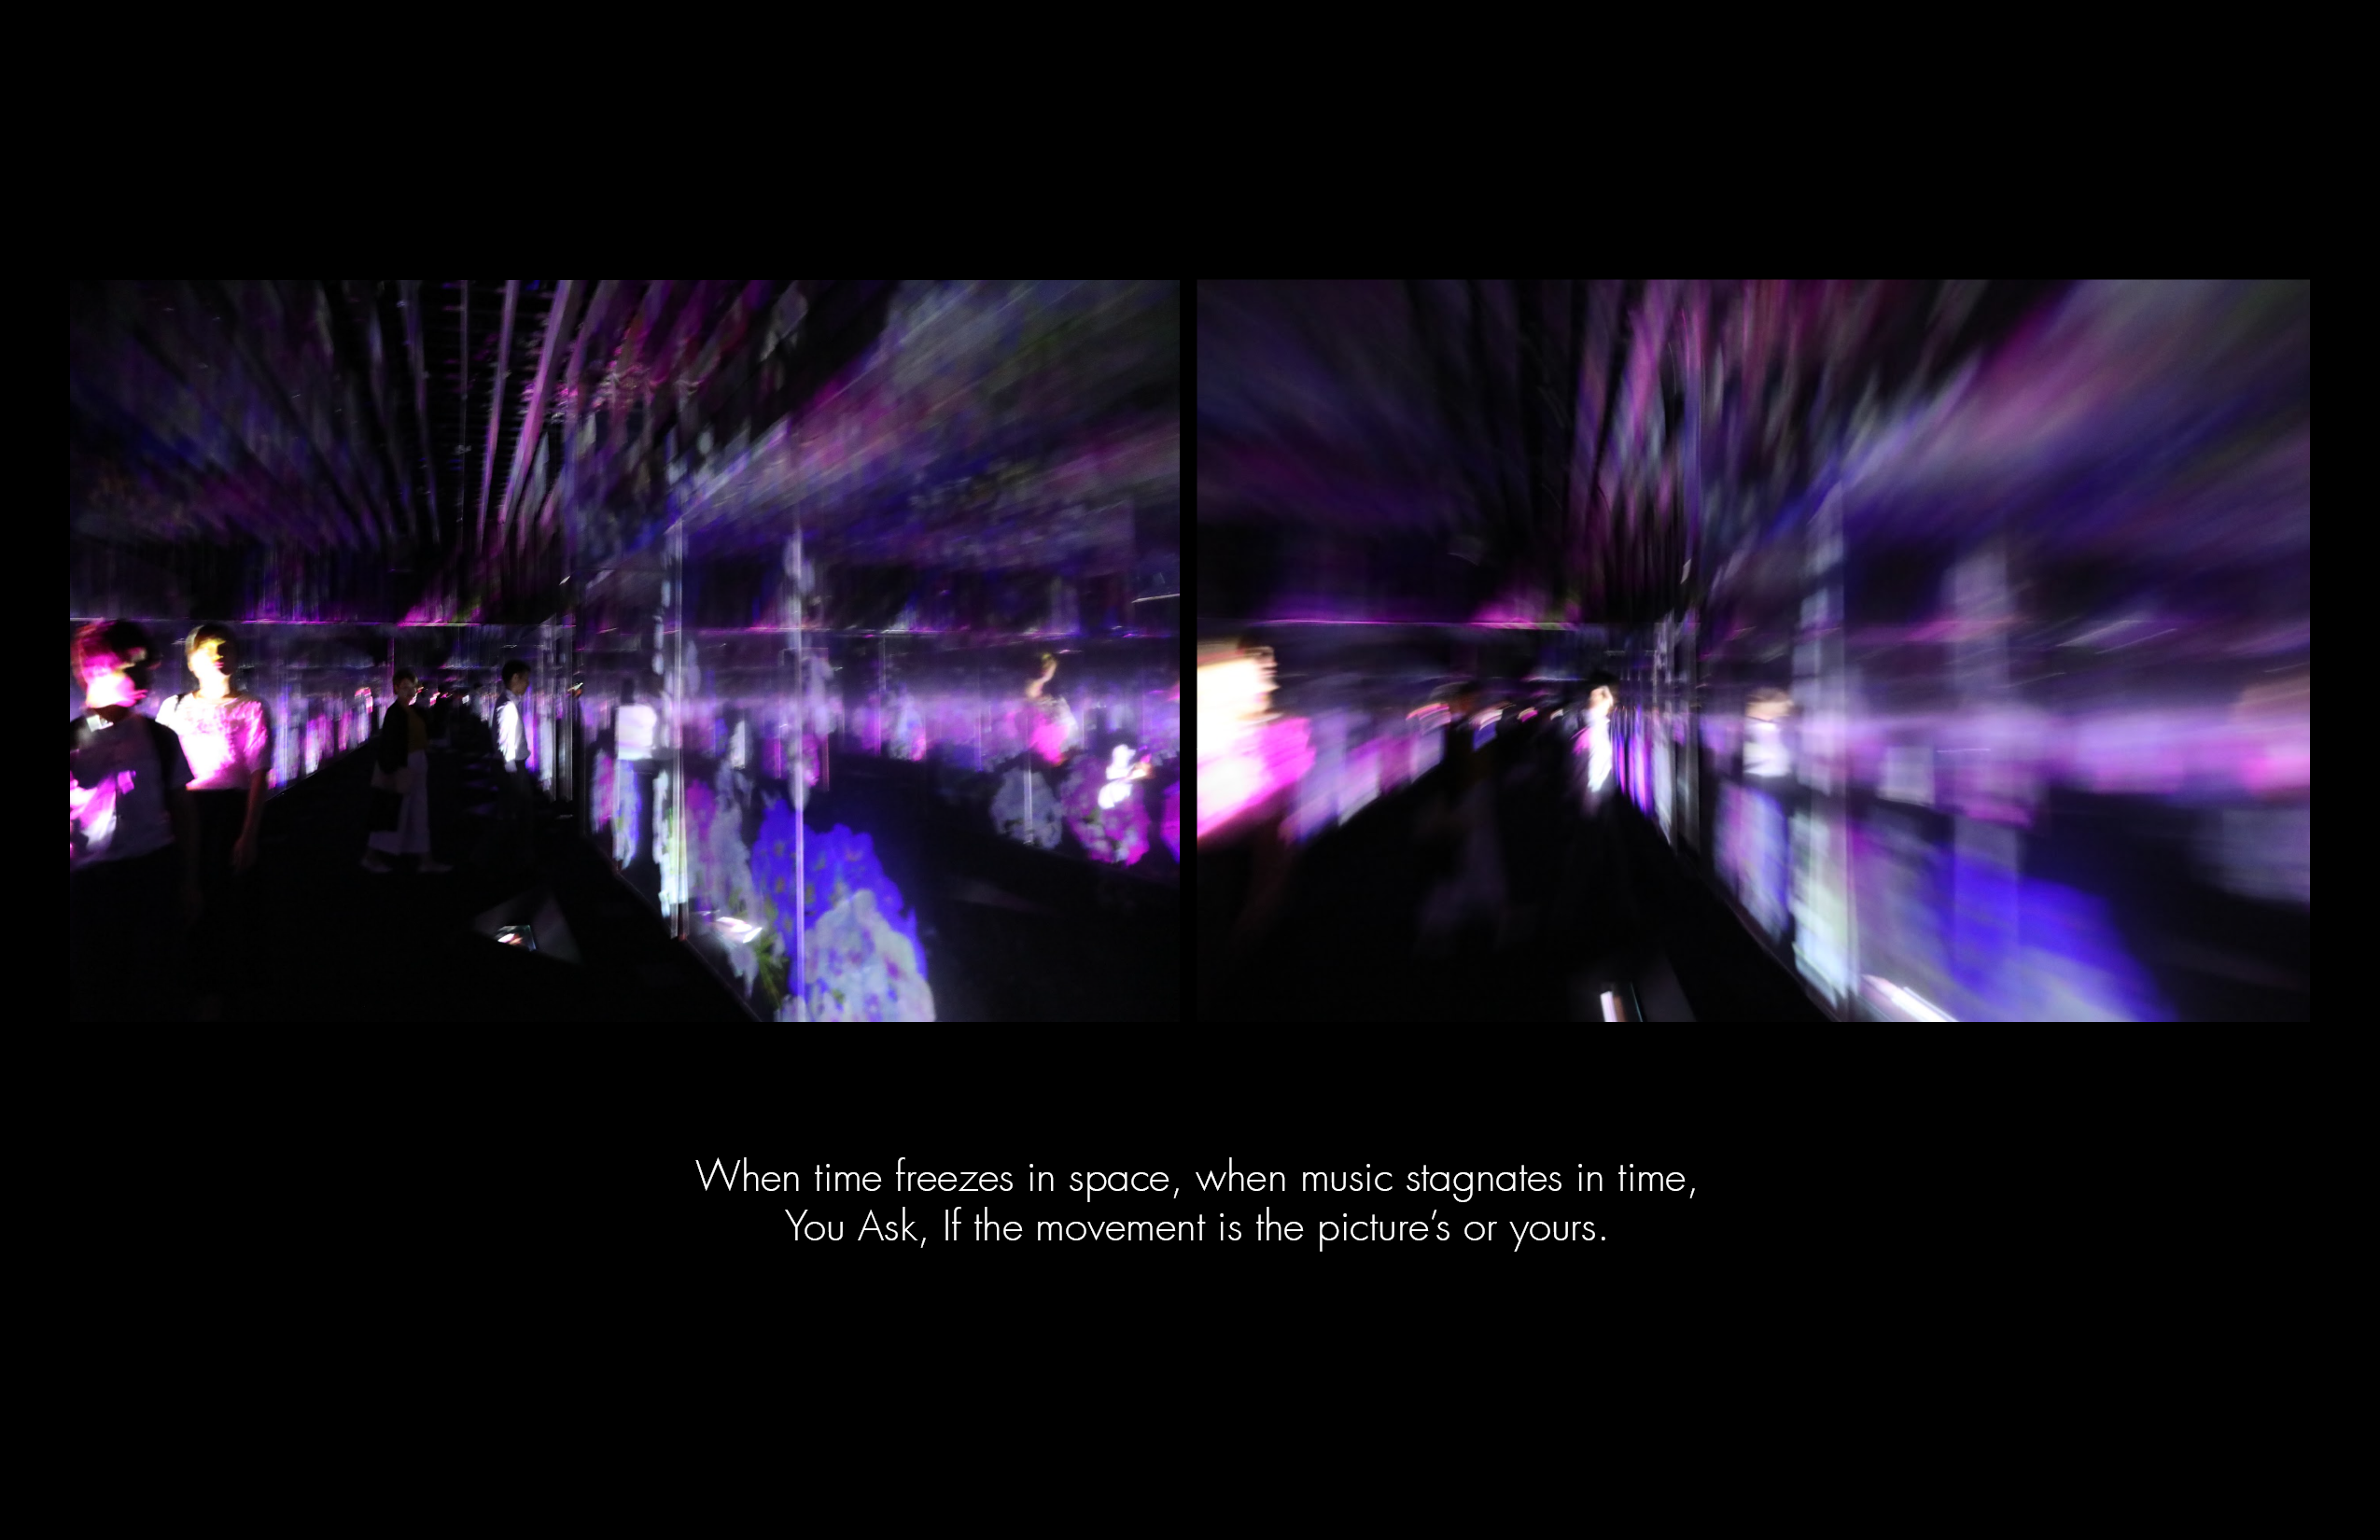 When time freezes in space, when music stagnates in time,
You Ask, If the movement is the picture's or yours.